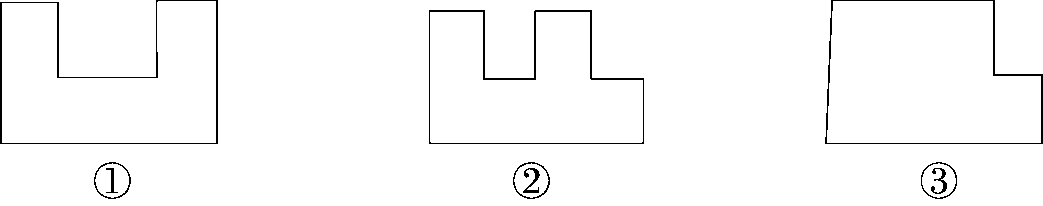 ① ② ③